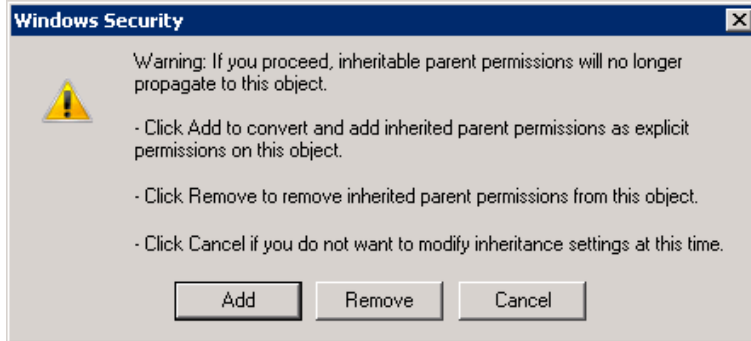 Windows Security
Warning: If you proceed, inheritable parent permissions will no longer
propagate to this object.
- Click Add to convert and add inherited parent permissions as explicit
permissions on this object.
- Click Remove to remove inherited parent permissions from this object.
- Click Cancel if you do not want to modify inheritance settings at this time.
Add Remove Cancel